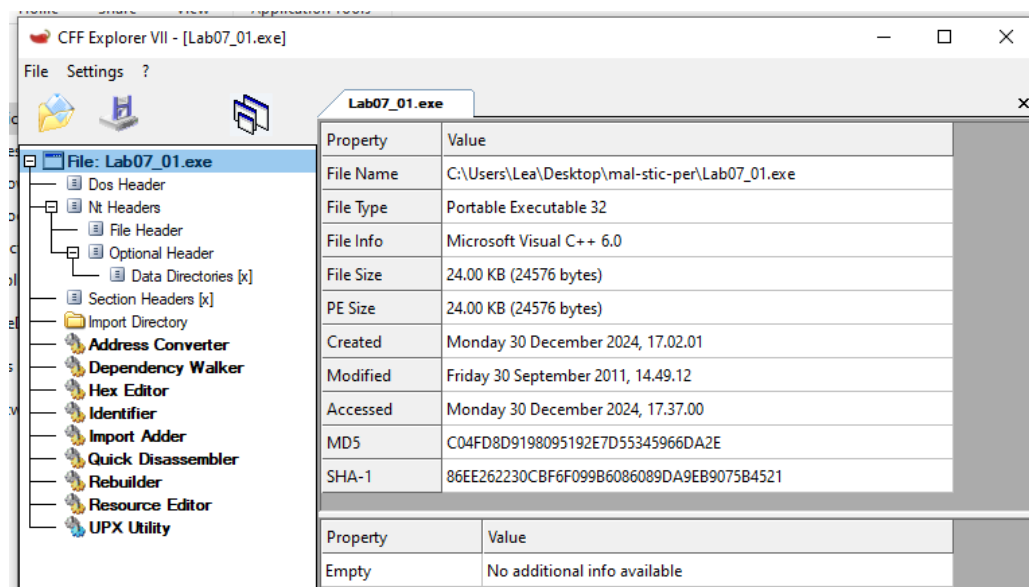 CFF Explorer VII - [Lab07_01.exe]
File Settings ?
Lab07_01.exe
File: Lab07_01.exe
Dos Header
Nt Headers
File Header
Optional Header
Data Directories [x]
Section Headers [x]
Import Directory
Address Converter
Dependency Walker
Hex Editor
Identifier
Import Adder
Quick Disassembler
Rebuilder
Resource Editor
UPX Utility
Property Value
File Name C:\Users\Lea\Desktop\mal-stic-per\Lab07_01.exe
File Type Portable Executable 32
File Info Microsoft Visual C++ 6.0
File Size 24.00 KB (24576 bytes)
PE Size 24.00 KB (24576 bytes)
Created Monday 30 December 2024, 17.02.01
Modified Friday 30 September 2011, 14.49.12
Accessed Monday 30 December 2024, 17.37.00
MD5 C04FD8D9198095192E7D55345966DA2E
SHA-1 86EE262230CBF6F099B6086089DA9EB9075B4521
Property Value
Empty No additional info available